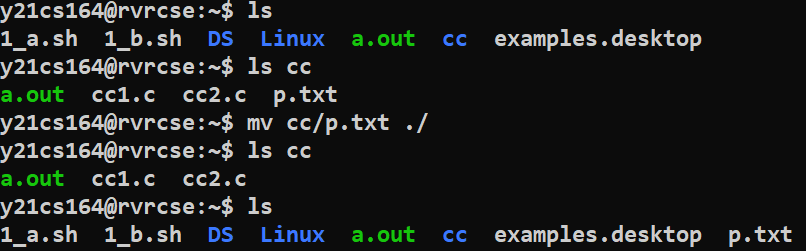 y21cs164@rvrcse:~$ ls
1_a.sh  1_b.sh  DS  Linux  a.out  cc  examples.desktop
y21cs164@rvrcse:~$ ls cc
a.out  cc1.c  cc2.c  p.txt
y21cs164@rvrcse:~$ mv cc/p.txt ./
y21cs164@rvrcse:~$ ls cc
a.out  cc1.c  cc2.c
y21cs164@rvrcse:~$ ls
1_a.sh  1_b.sh  DS  Linux  a.out  cc  examples.desktop  p.txt